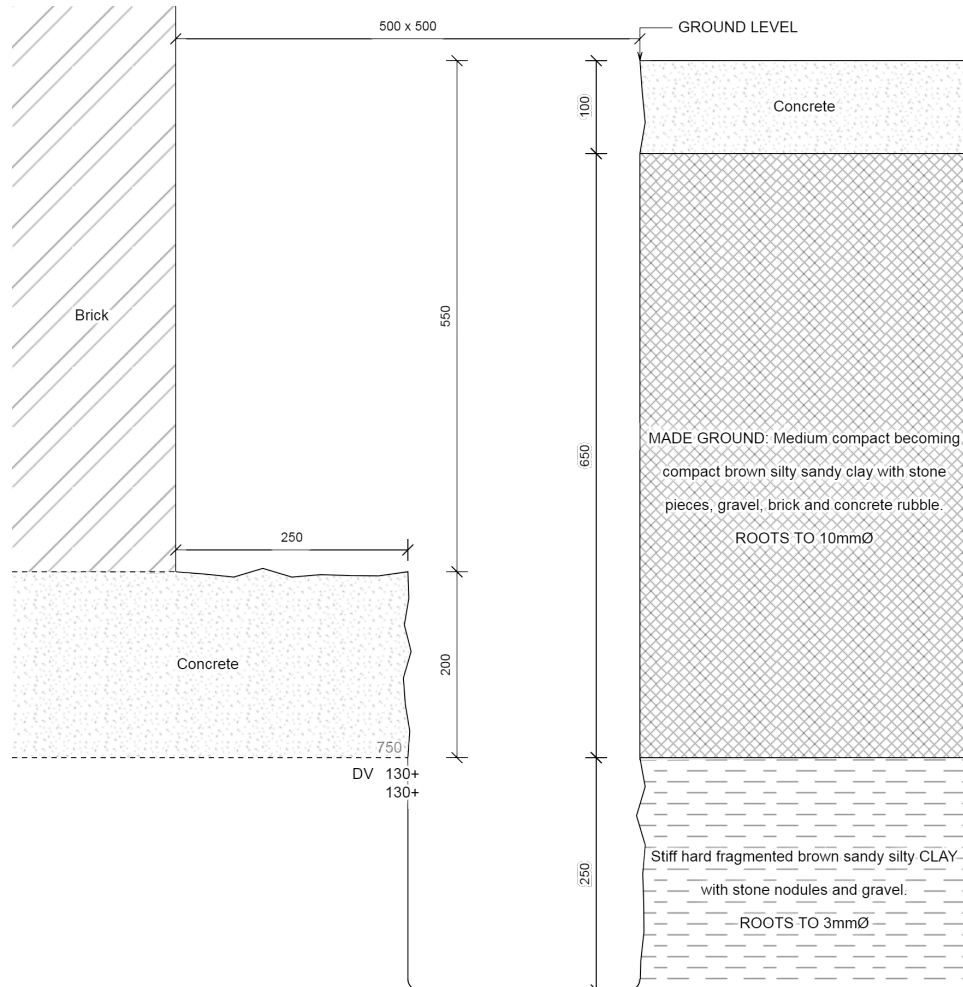 500 x 500
GROUND LEVEL
100
Concrete
550
Brick
650
MADE GROUND: Medium compact becoming
compact brown silty sandy clay with stone
pieces, gravel, brick and concrete rubble.
ROOTS TO 10mmØ
250
Concrete
200
750
DV 130+
130+
250
Stiff hard fragmented brown sandy silty CLAY
with stone nodules and gravel.
ROOTS TO 3mmØ